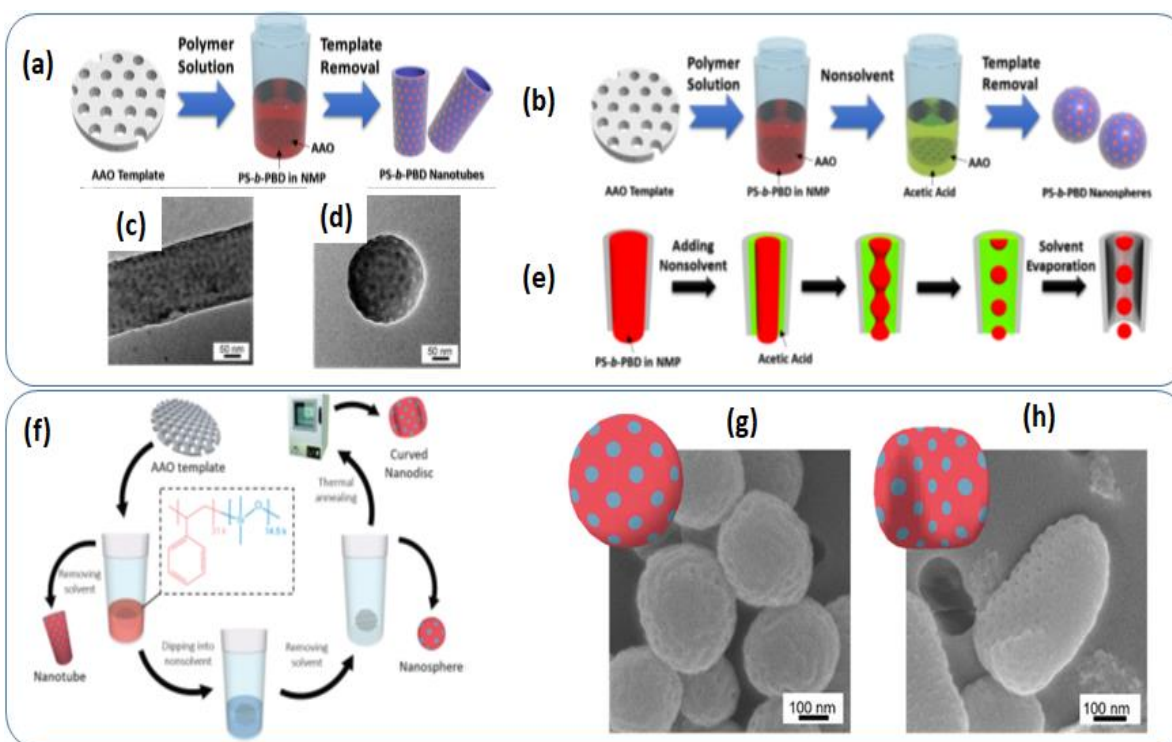 (a)
Polymer
Solution
Template
Removal
AAO
AAO Template
PS-b-PBD in NMP
PS-b-PBD Nanotubes
(b)
Polymer
Solution
Nonsolvent
Template
Removal
AAO
AAO
AAO Template
PS-b-PBD in NMP
Acetic Acid
PS-b-PBD Nanospheres
(c)
50 nm
(d)
50 nm
(e)
Adding
Nonsolvent
Solvent
Evaporation
PS-b-PBD in NMP
Acetic Acid
(f)
AAO template
Curved
Nanodisc
Thermal
annealing
Removing
solvent
Nanotube
Dipping into
nonsolvent
Removing
solvent
Nanosphere
(g)
100 nm
(h)
100 nm